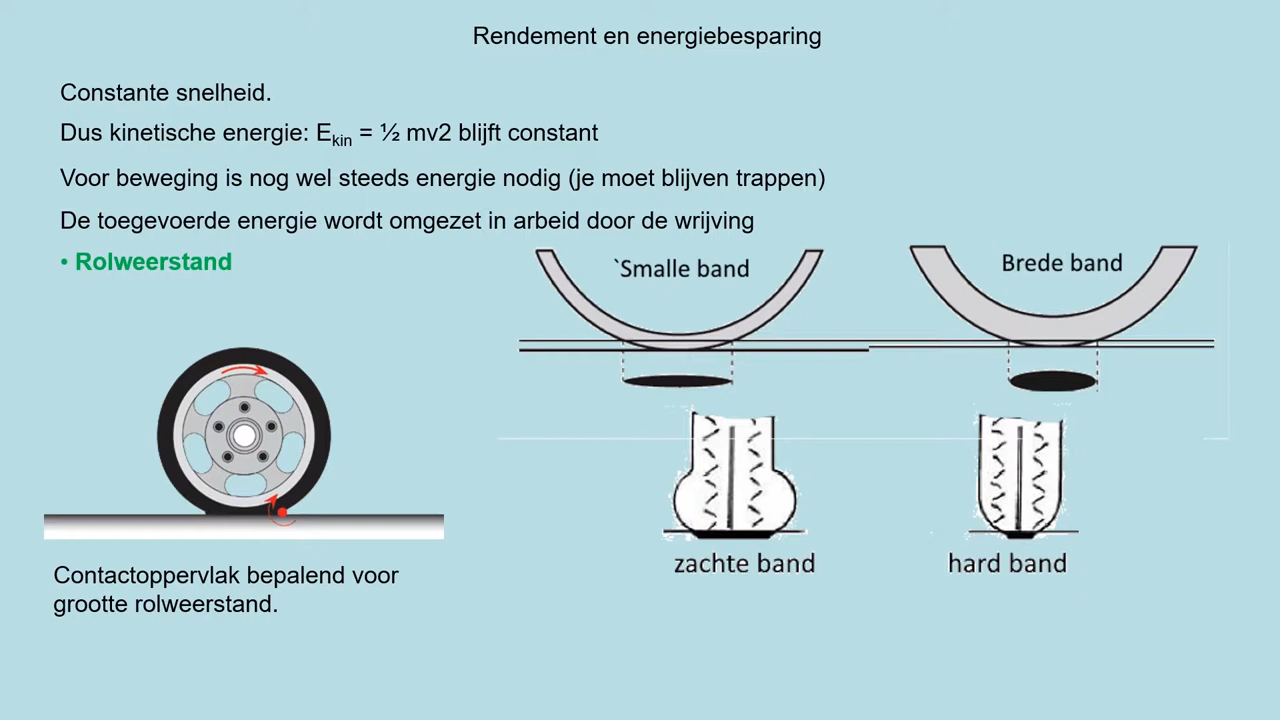 Rendement en energiebesparing
Constante snelheid.
Dus kinetische energie: Ekin = ½ mv2 blijft constant
Voor beweging is nog wel steeds energie nodig (je moet blijven trappen)
De toegevoerde energie wordt omgezet in arbeid door de wrijving
• Rolweerstand
`Smalle band
Brede band
zachte band
hard band
Contactoppervlak bepalend voor
grootte rolweerstand.